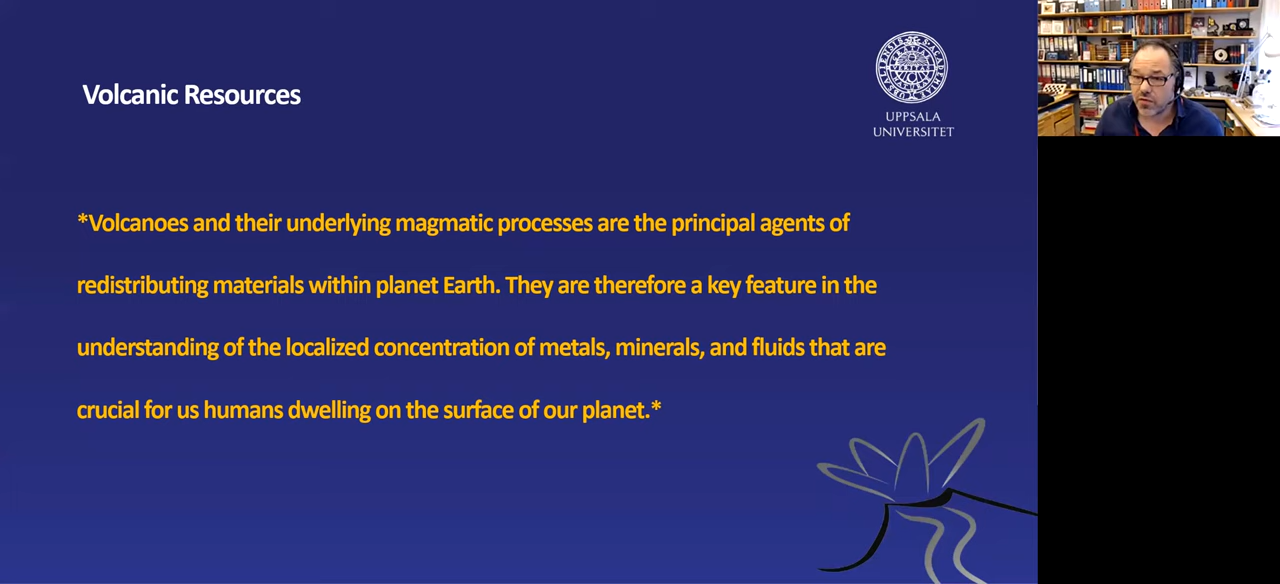 Volcanic Resources
UPPSALA
UNIVERSITET
*Volcanoes and their underlying magmatic processes are the principal agents of
redistributing materials within planet Earth. They are therefore a key feature in the
understanding of the localized concentration of metals, minerals, and fluids that are
crucial for us humans dwelling on the surface of our planet.*